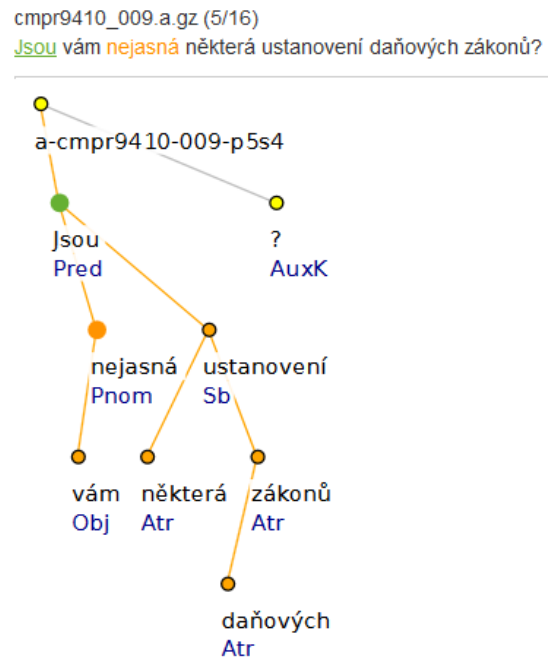 cmpr9410_009.a.gz (5/16)
Jsou vám nejasná některá ustanovení daňových zákonů?
a-cmpr9410-009-p5s4
Jsou ?
Pred AuxK
nejasná ustanovení
Pnom Sb
vám některá zákonů
Obj Atr Atr
daňových
Atr